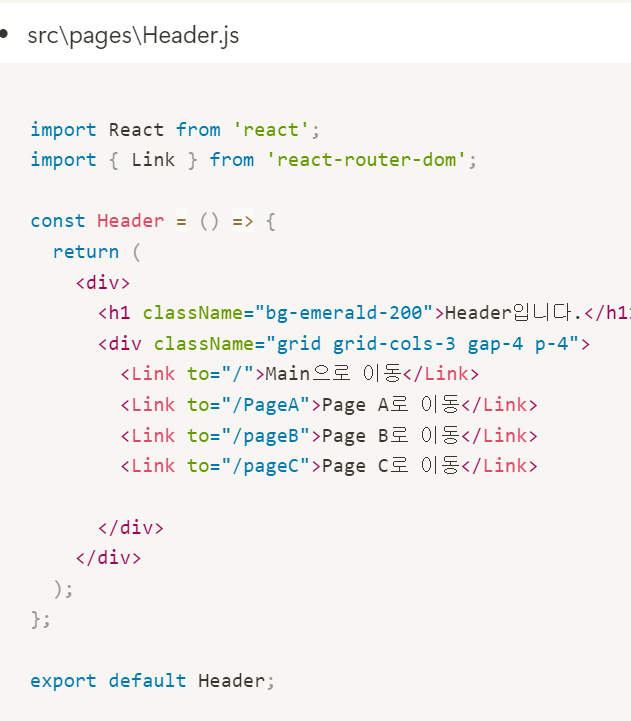 • src\pages\Header.js
import React from 'react';
import { Link } from 'react-router-dom';
const Header = () => {
return (
<div>
<h1 className="bg-emerald-200">Header입니다.</h1
<div className="grid grid-cols-3 gap-4 p-4">
<Link to="/">Main으로 이동</Link>
<Link to="/PageA">Page A로 이동</Link>
<Link to="/pageB">Page B로 이동</Link>
<Link to="/pageC">Page C로 이동</Link>
</div>
</div>
);
};
export default Header;